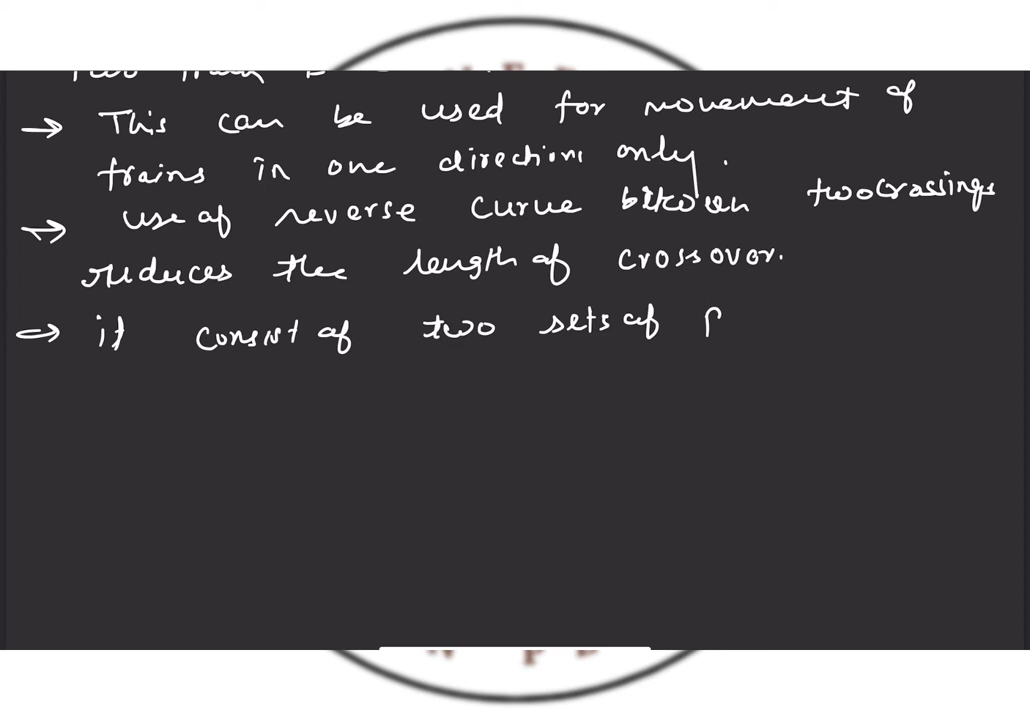 → This can be used for movement of
trains in one direction only.
→ use of reverse curve between two crossings
reduces the length of crossover.
⇒ it consist of two sets of p